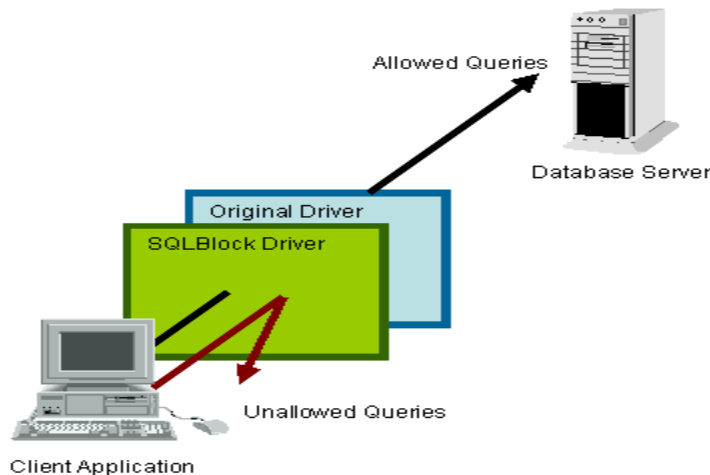 Allowed Queries
Database Server
Original Driver
SQLBlock Driver
Unallowed Queries
Client Application